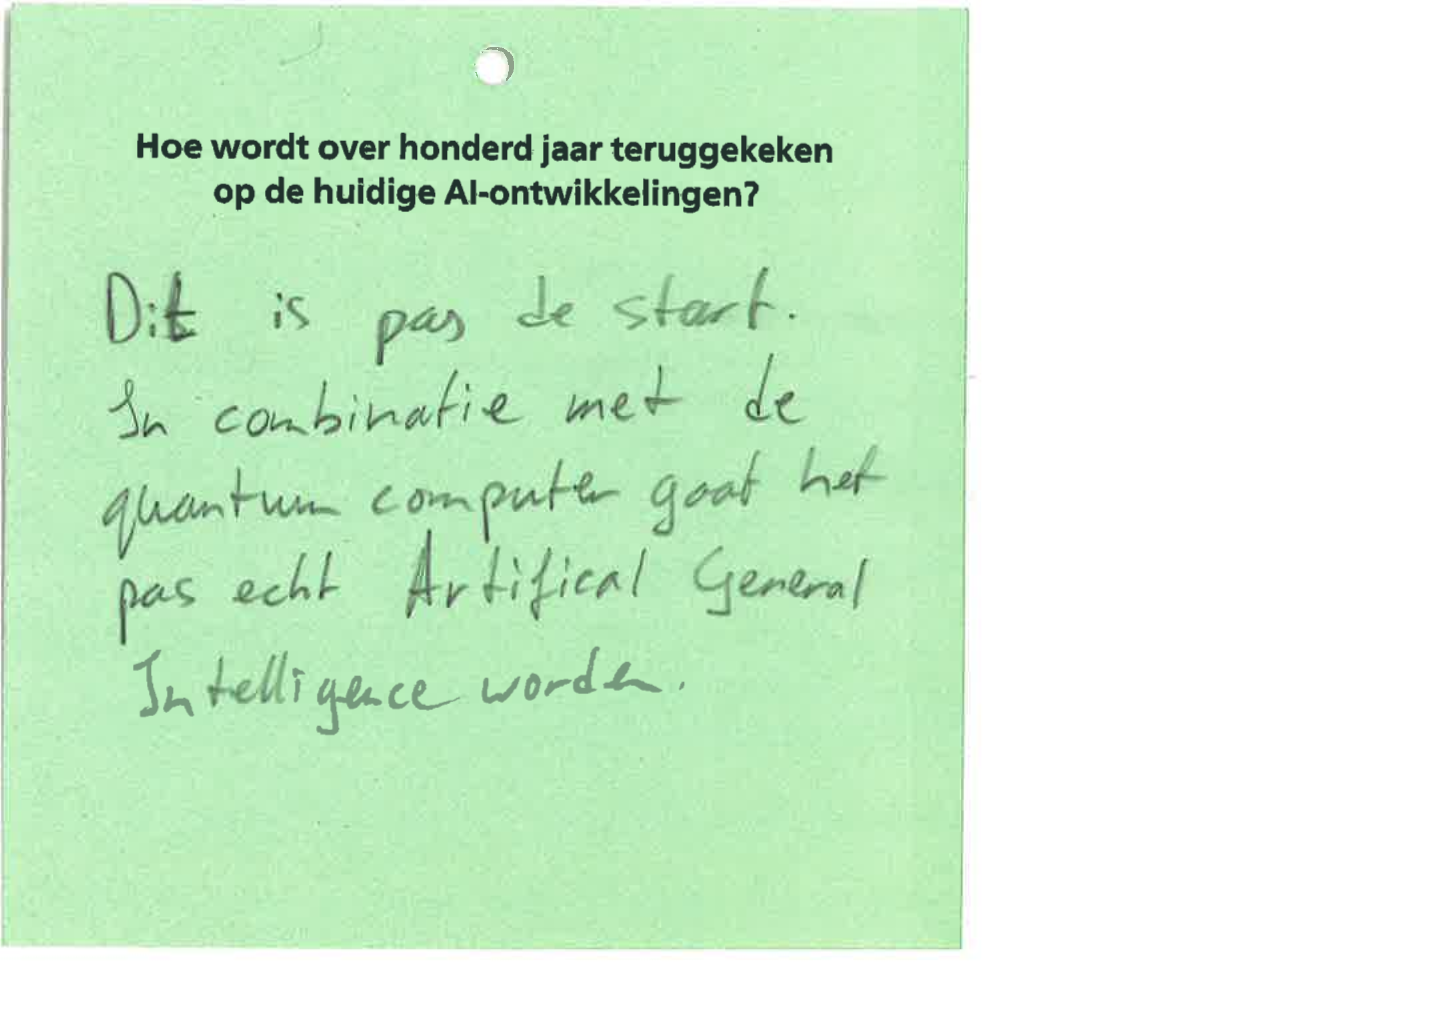 Hoe wordt over honderd jaar teruggekeken
op de huidige AI-ontwikkelingen?
Dit is pas de start.
In combinatie met de
quantum computer gaat het
pas echt Artifical General
Intelligence worden.